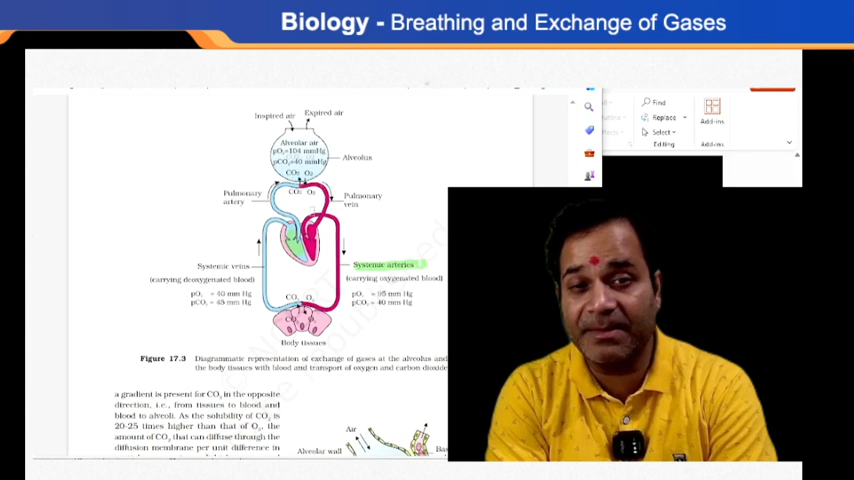 Biology - Breathing and Exchange of Gases
Find
Replace
Select
Editing
Add-ins
Add-ins
Inspired air
Expired air
Alveolar air
pO₂=104 mmHg
pCO₂=40 mmHg
CO₂ O₂
Alveolus
CO₂ O₂
Pulmonary
artery
Pulmonary
vein
Systemic veins
(carrying deoxygenated blood)
pO₂ = 40 mm Hg
pCO₂ = 45 mm Hg
Systemic arteries
(carrying oxygenated blood)
pO₂ = 95 mm Hg
pCO₂ = 40 mm Hg
CO₂ O₂
CO₂ O₂
Body tissues
Figure 17.3 Diagrammatic representation of exchange of gases at the alveolus and
the body tissues with blood and transport of oxygen and carbon dioxide
a gradient is present for CO₂ in the opposite
direction, i.e., from tissues to blood and
blood to alveoli. As the solubility of CO₂ is
20-25 times higher than that of O₂, the
amount of CO₂ that can diffuse through the
diffusion membrane per unit difference in
Air
Alveolar wall